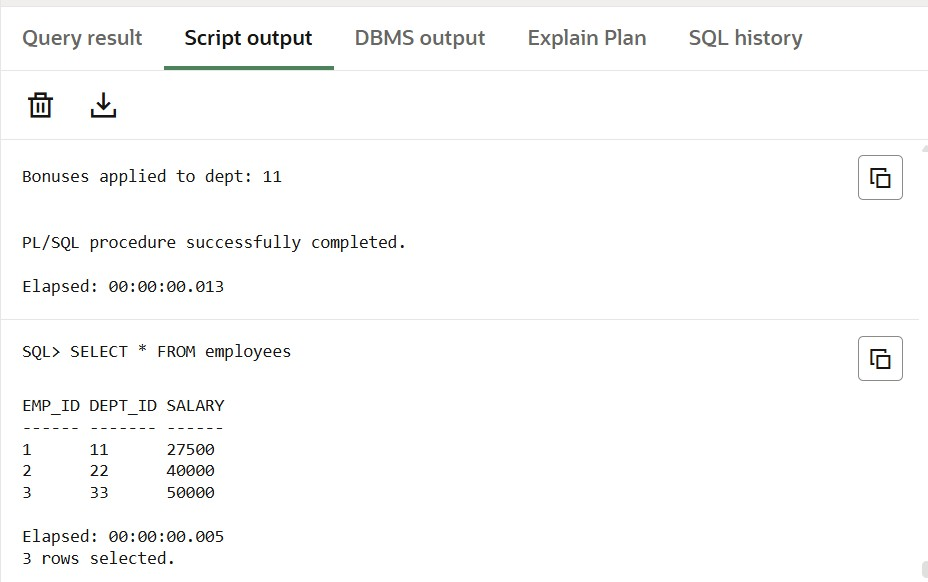 Query result Script output DBMS output Explain Plan SQL history
Bonuses applied to dept: 11
PL/SQL procedure successfully completed.
Elapsed: 00:00:00.013
SQL> SELECT * FROM employees
EMP_ID DEPT_ID SALARY
------ ------- ------
1      11      27500
2      22      40000
3      33      50000
Elapsed: 00:00:00.005
3 rows selected.